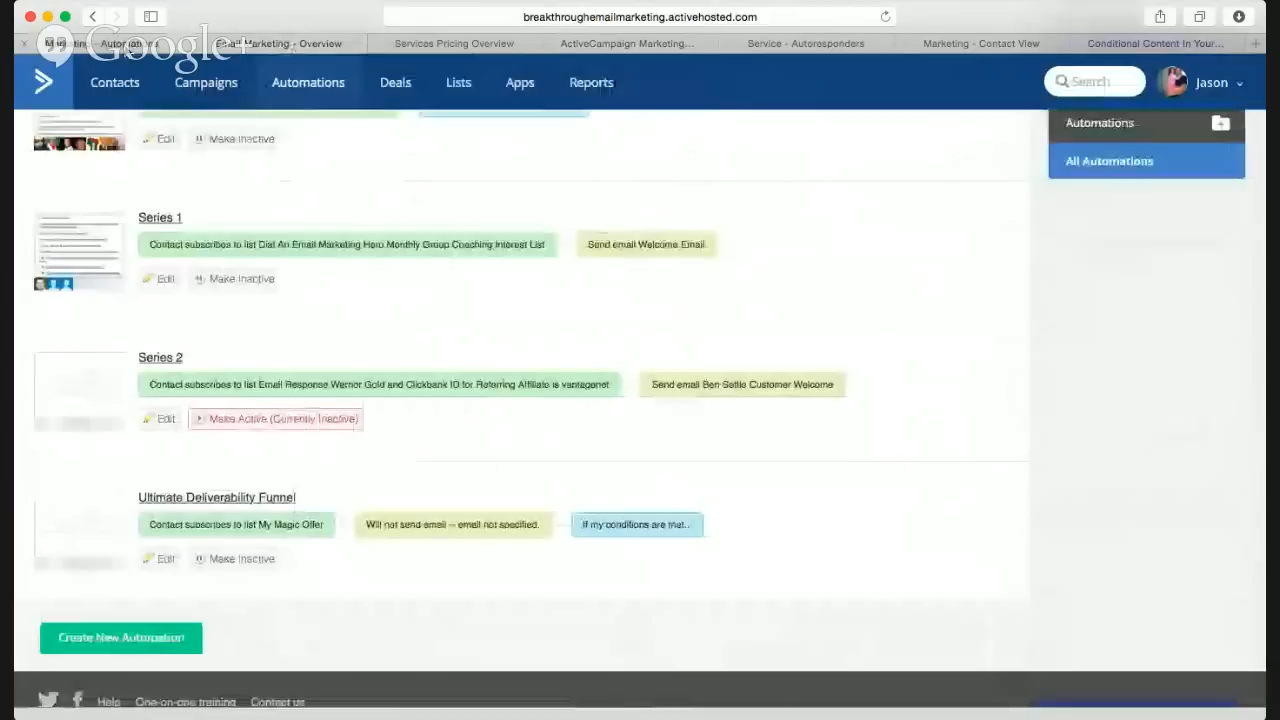 breakthroughemailmarketing.activehosted.com
Google+
Marketing - Automations
Email Marketing - Overview
Services Pricing Overview
ActiveCampaign Marketing...
Service - Autoresponders
Marketing - Contact View
Conditional Content In Your...
Contacts
Campaigns
Automations
Deals
Lists
Apps
Reports
Search
Jason
Edit
Make Inactive
Automations
All Automations
Series 1
Contact subscribes to list Dial An Email Marketing Hero Monthly Group Coaching Interest List
Send email Welcome Email
Edit
Make Inactive
Series 2
Contact subscribes to list Email Response Warrior Gold and Clickbank ID for Referring Affiliate is vantagenet
Send email Ben Settle Customer Welcome
Edit
Make Active (Currently Inactive)
Ultimate Deliverability Funnel
Contact subscribes to list My Magic Offer
Will not send email -- email not specified.
If my conditions are met..
Edit
Make Inactive
Create New Automation
Help
One-on-one training
Contact us